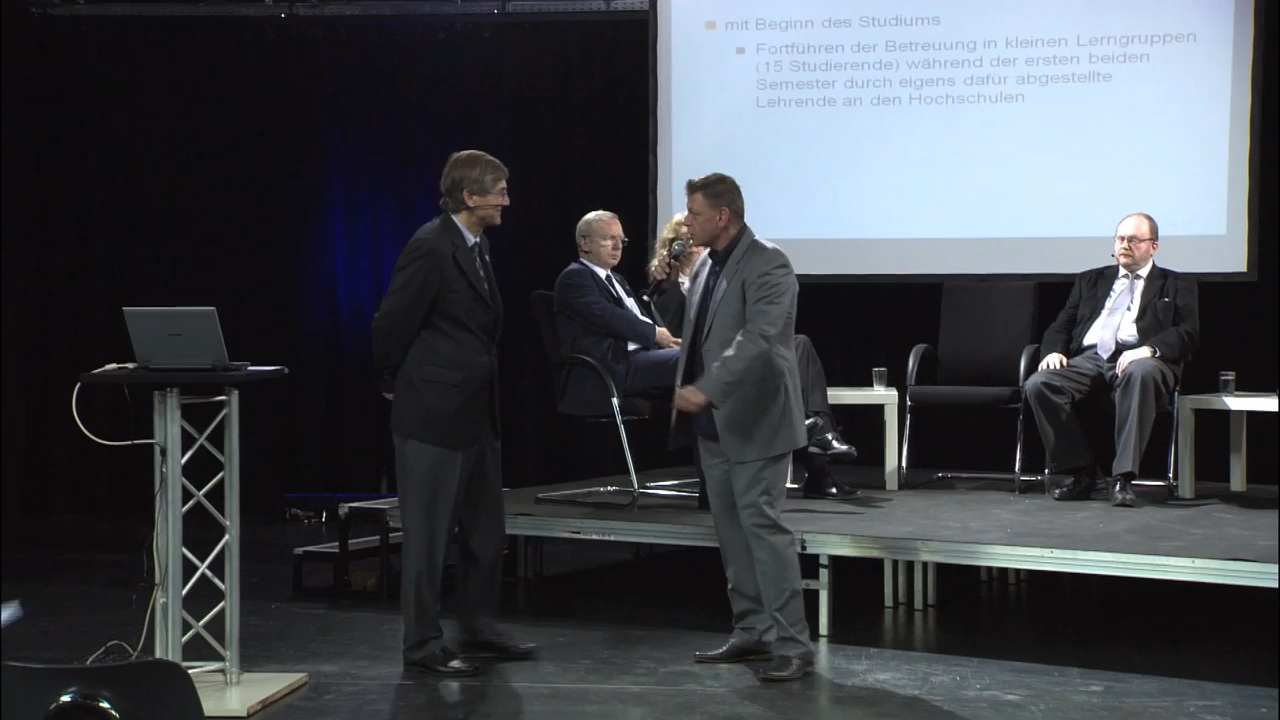 mit Beginn des Studiums
Fortführen der Betreuung in kleinen Lerngruppen
(15 Studierende) während der ersten beiden
Semester durch eigens dafür abgestellte
Lehrende an den Hochschulen